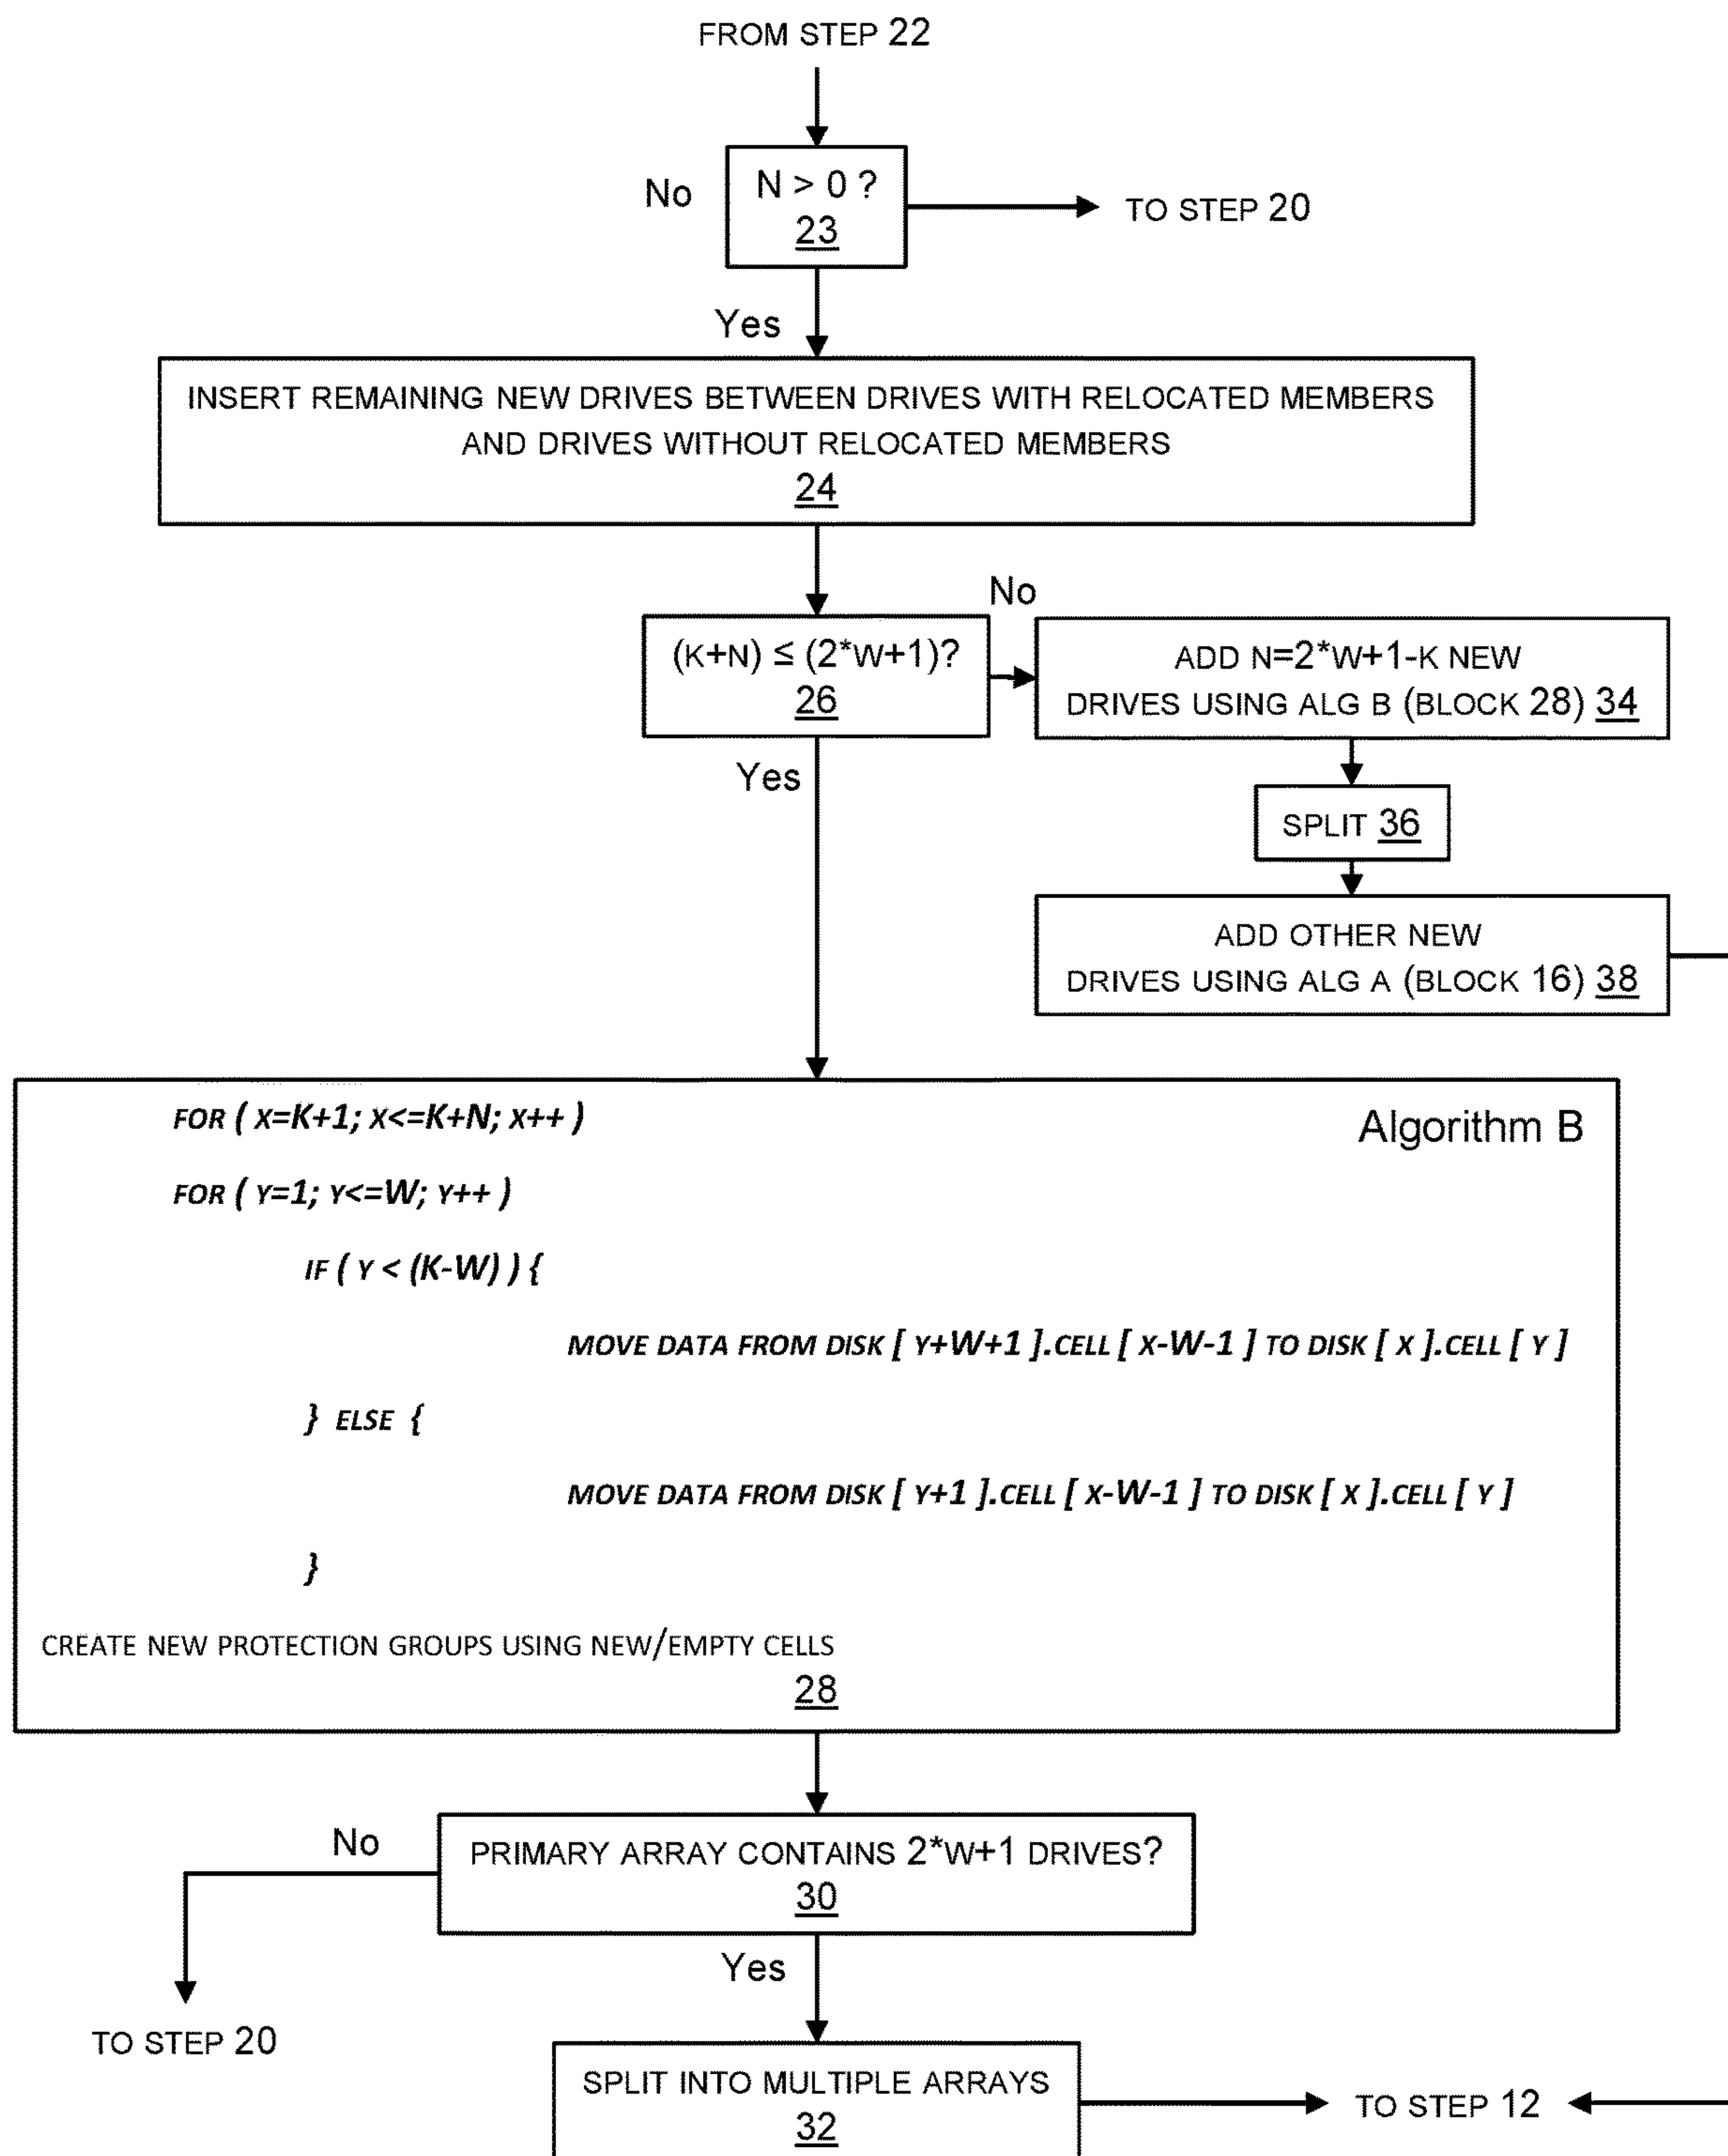 FROM STEP 22
No
N > 0 ?
23
TO STEP 20
Yes
INSERT REMAINING NEW DRIVES BETWEEN DRIVES WITH RELOCATED MEMBERS
AND DRIVES WITHOUT RELOCATED MEMBERS
24
No
(K+N) ≤ (2*W+1)?
26
ADD N=2*W+1-K NEW
DRIVES USING ALG B (BLOCK 28) 34
Yes
SPLIT 36
ADD OTHER NEW
DRIVES USING ALG A (BLOCK 16) 38
Algorithm B
FOR ( X=K+1; X<=K+N; X++ )
FOR ( Y=1; Y<=W; Y++ )
IF ( Y < (K-W) ) {
MOVE DATA FROM DISK [ Y+W+1 ].CELL [ X-W-1 ] TO DISK [ X ].CELL [ Y ]
} ELSE {
MOVE DATA FROM DISK [ Y+1 ].CELL [ X-W-1 ] TO DISK [ X ].CELL [ Y ]
}
CREATE NEW PROTECTION GROUPS USING NEW/EMPTY CELLS
28
No
PRIMARY ARRAY CONTAINS 2*W+1 DRIVES?
30
Yes
TO STEP 20
SPLIT INTO MULTIPLE ARRAYS
32
TO STEP 12